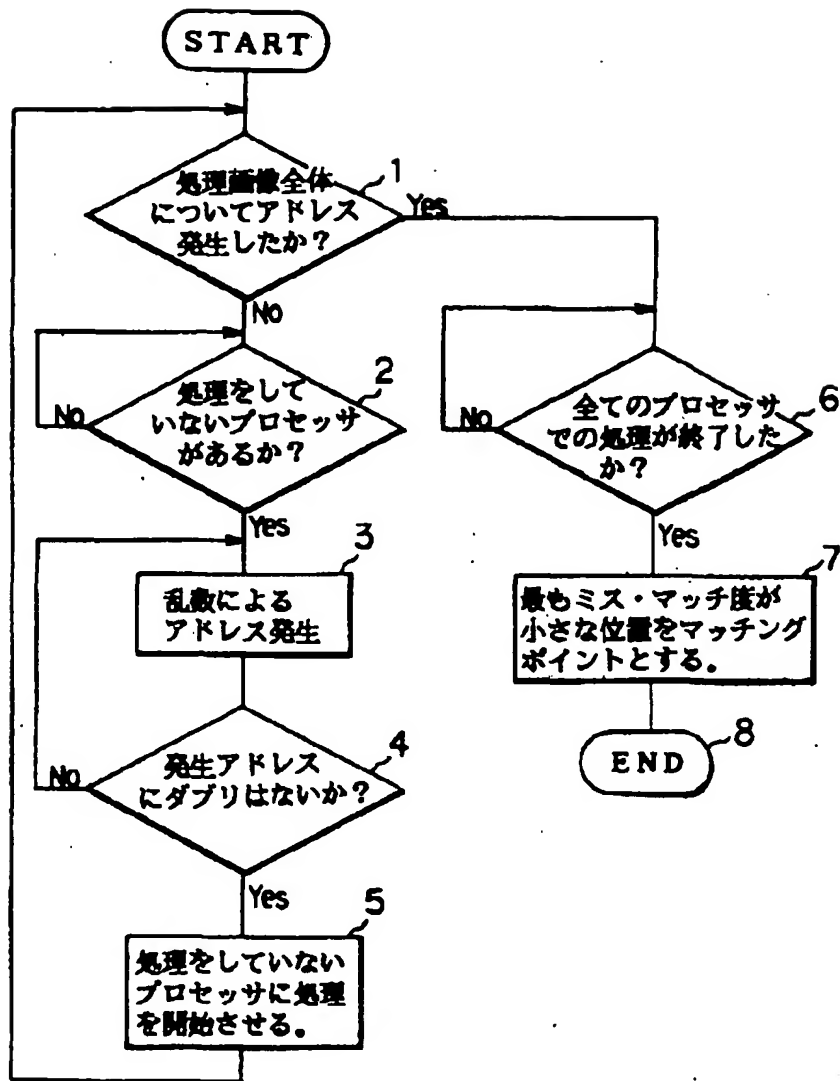 START
処理画像全体
についてアドレス
発生したか？
1
Yes
No
処理をして
いないプロセッサ
があるか？
2
No
Yes
3
乱数による
アドレス発生
4
発生アドレス
にダブりはないか？
No
Yes
5
処理をしていない
プロセッサに処理
を開始させる。
6
全てのプロセッサ
での処理が終了した
か？
No
Yes
7
最もミス・マッチ度が
小さな位置をマッチング
ポイントとする。
8
END